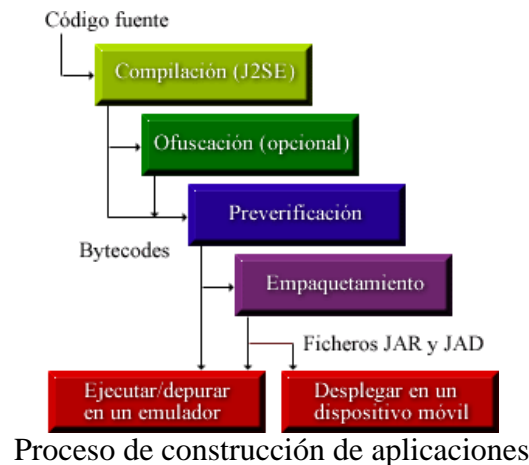 Código fuente
Compilación (J2SE)
Ofuscación (opcional)
Preverificación
Bytecodes
Empaquetamiento
Ficheros JAR y JAD
Ejecutar/depurar
en un emulador
Desplegar en un
dispositivo móvil
Proceso de construcción de aplicaciones